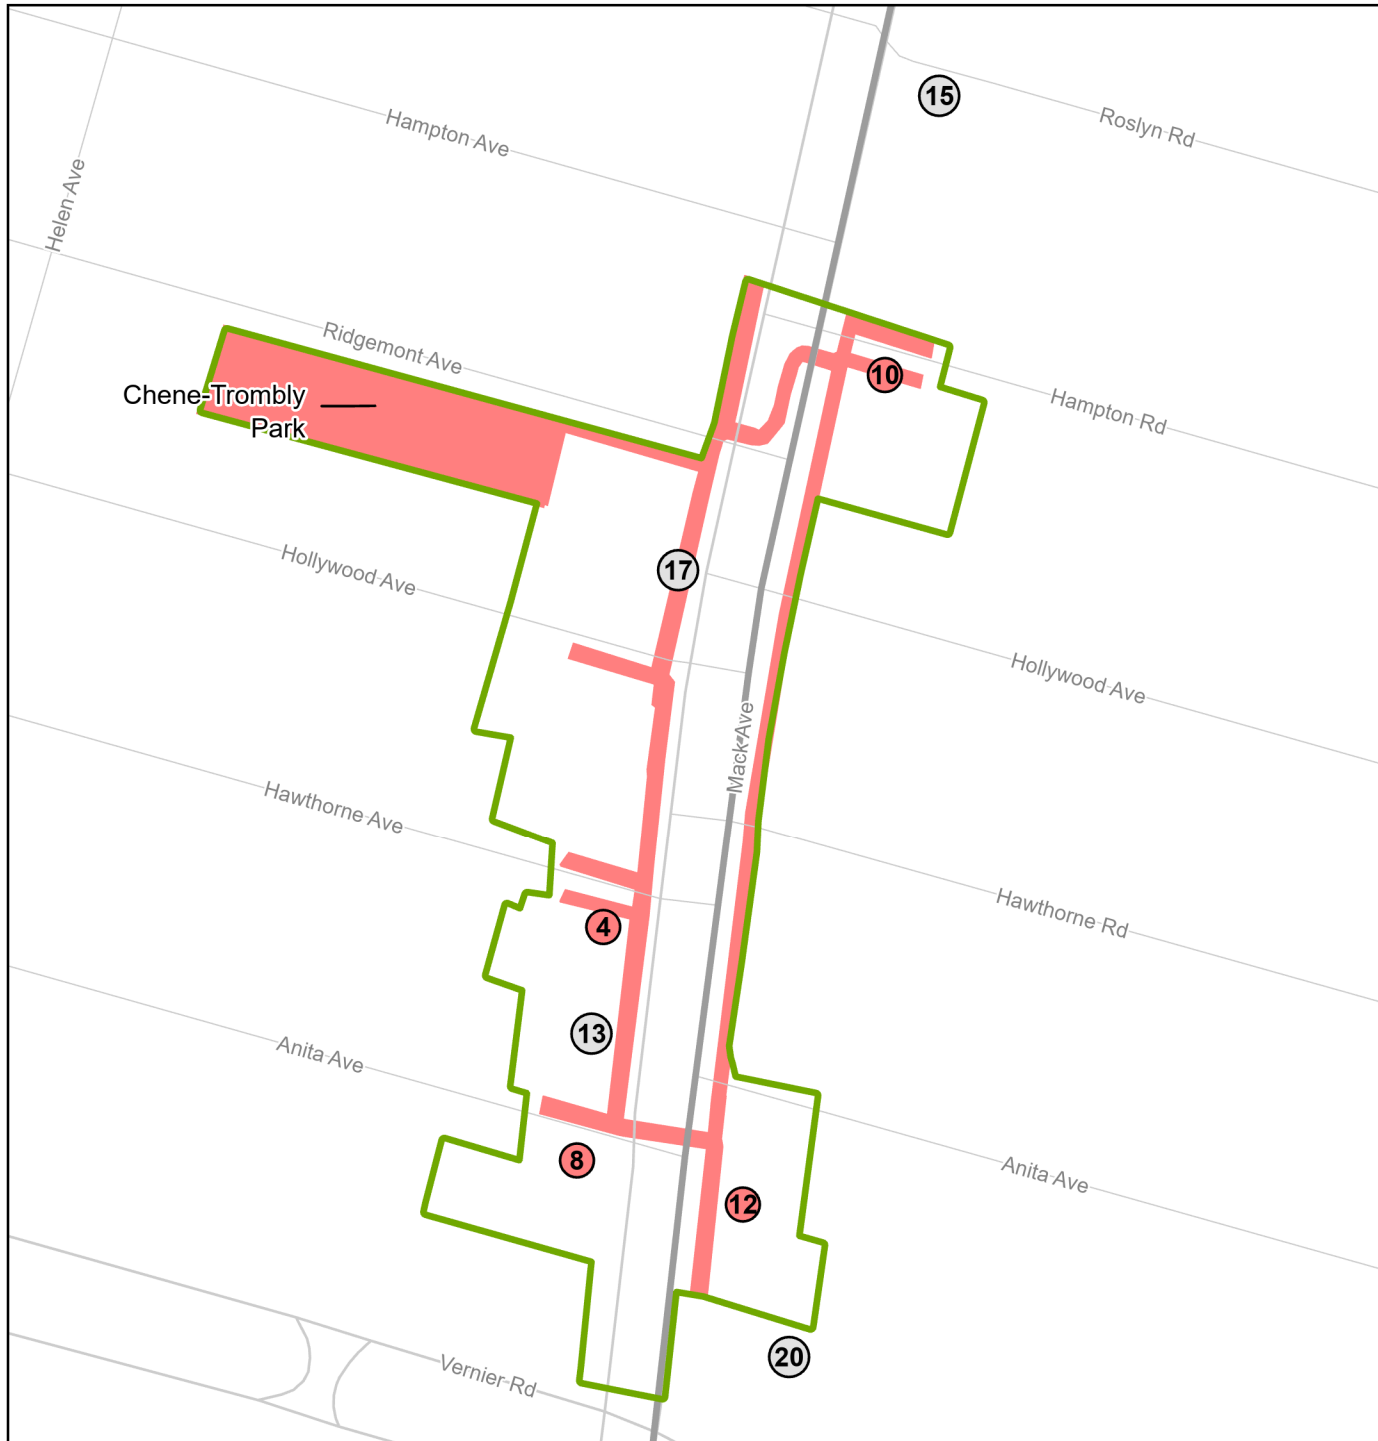 15
Roslyn Rd
Hampton Ave
Helen Ave
Ridgemont Ave
Chene-Trombly
Park
10
Hampton Rd
17
Hollywood Ave
Hollywood Ave
Mack Ave
Hawthorne Ave
Hawthorne Rd
4
13
Anita Ave
8
Anita Ave
12
20
Vernier Rd